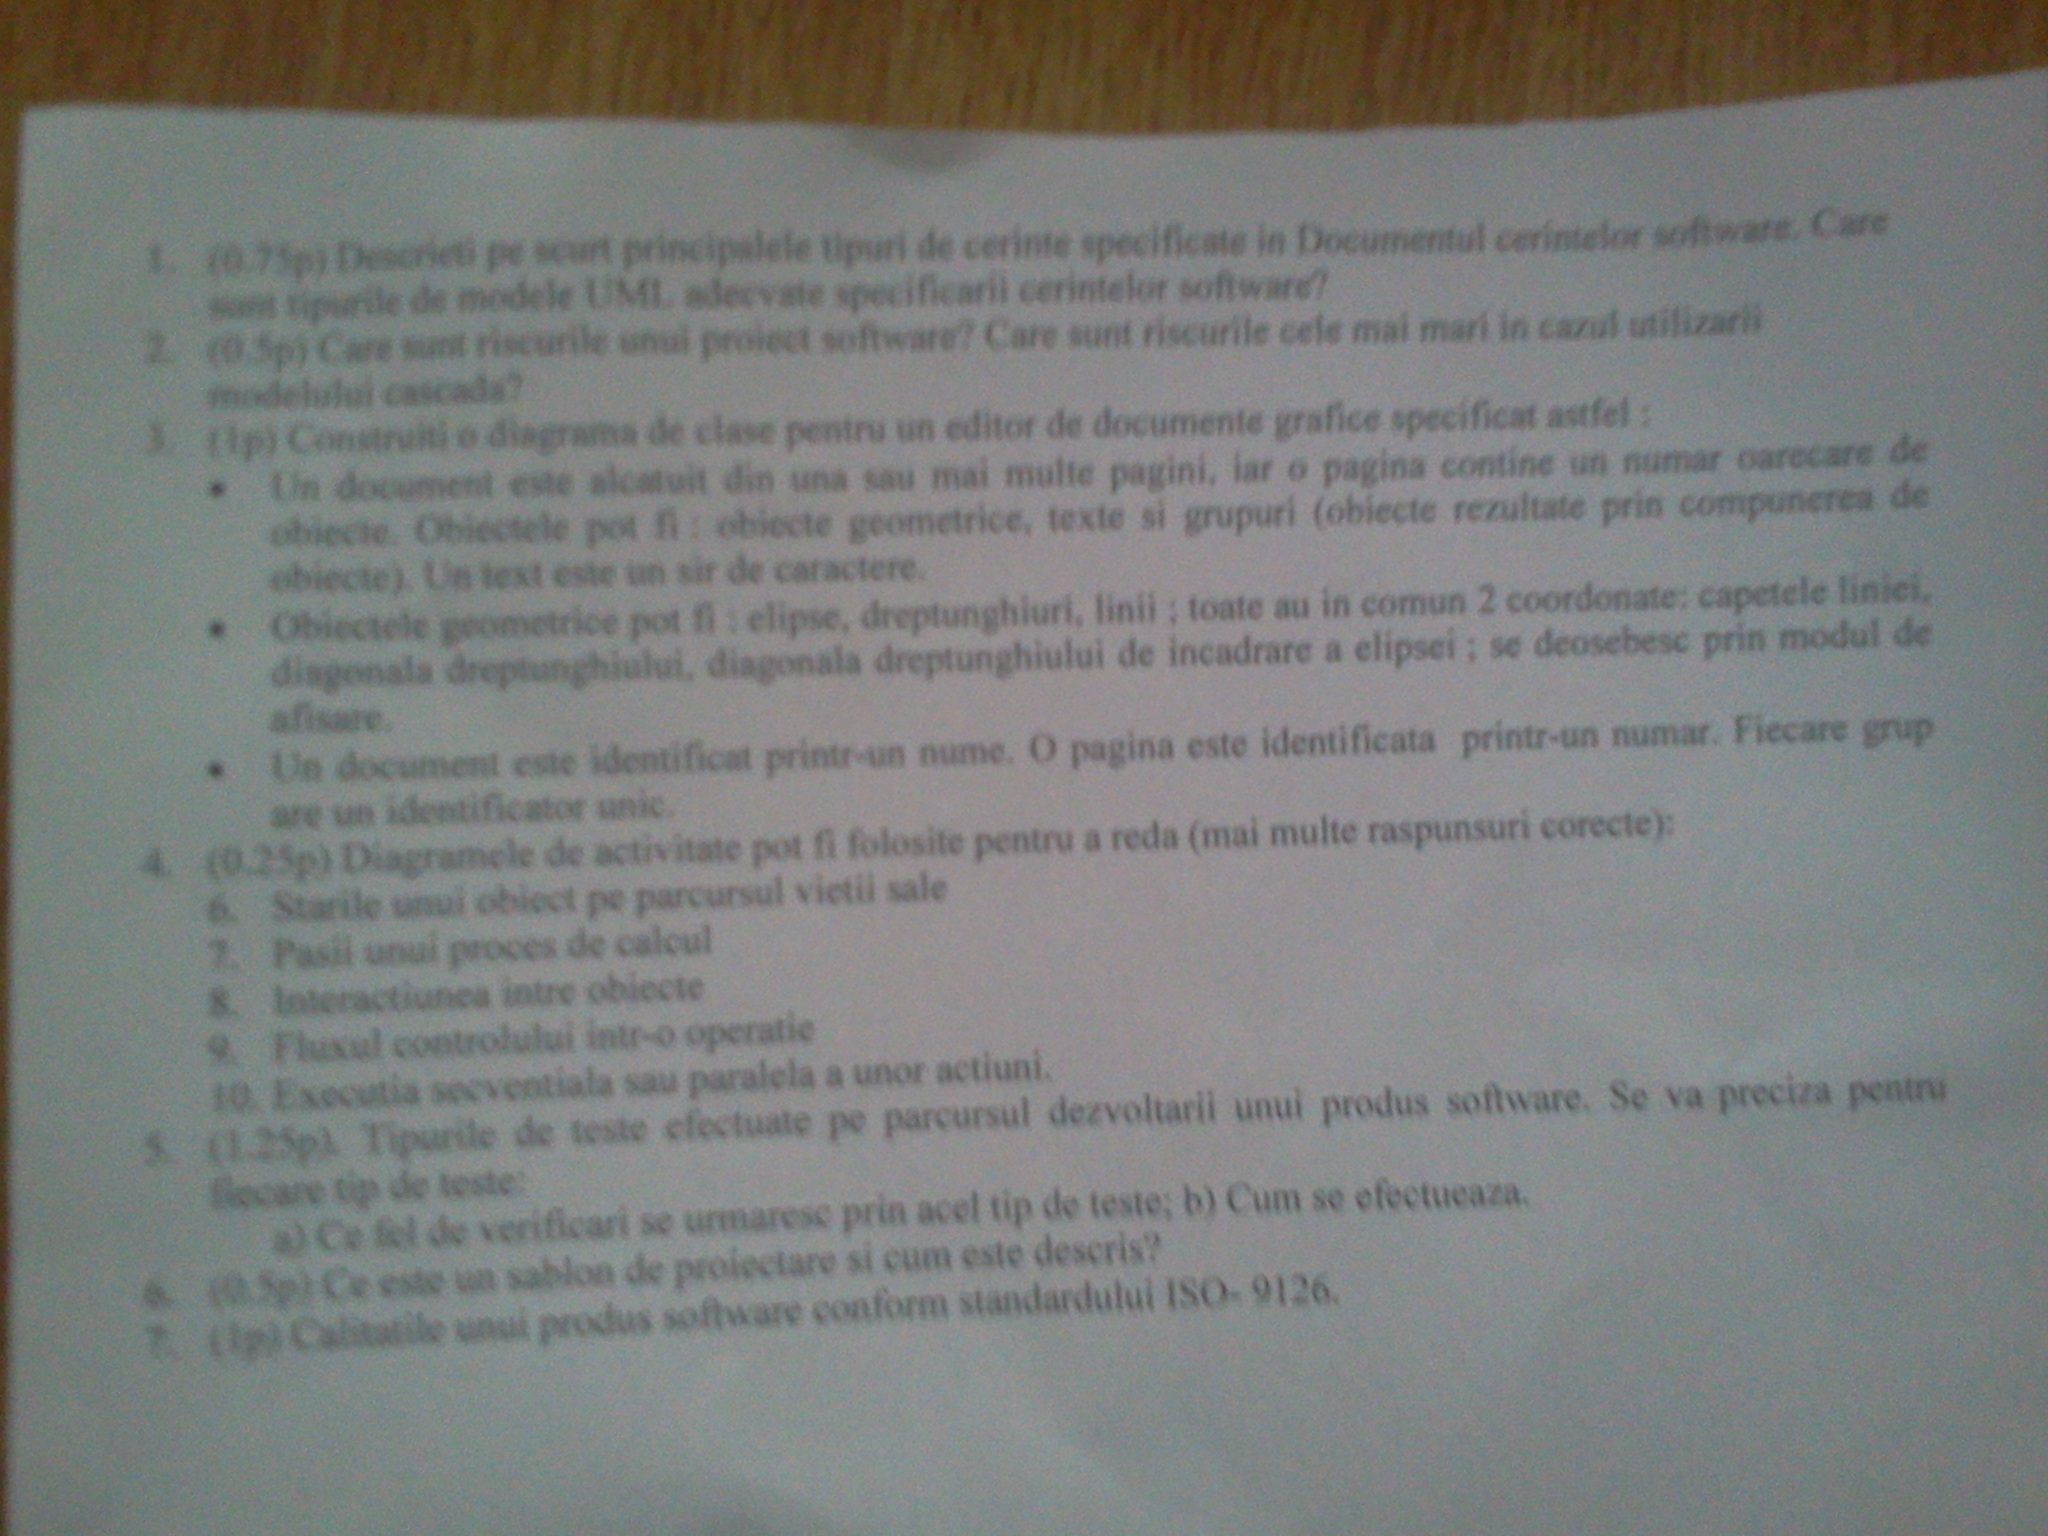 1. (0.75p) Descrieti pe scurt principalele tipuri de cerinte specificate in Documentul cerintelor software. Care
sunt tipurile de modele UML adecvate specificarii cerintelor software?
2. (0.5p) Care sunt riscurile unui proiect software? Care sunt riscurile cele mai mari in cazul utilizarii
modelului cascada?
3. (1p) Construiti o diagrama de clase pentru un editor de documente grafice specificat astfel :
• Un document este alcatuit din una sau mai multe pagini, iar o pagina contine un numar oarecare de
obiecte. Obiectele pot fi : obiecte geometrice, texte si grupuri (obiecte rezultate prin compunerea de
obiecte). Un text este un sir de caractere.
• Obiectele geometrice pot fi : elipse, dreptunghiuri, linii ; toate au in comun 2 coordonate: capetele liniei,
diagonala dreptunghiului, diagonala dreptunghiului de incadrare a elipsei ; se deosebesc prin modul de
afisare.
• Un document este identificat printr-un nume. O pagina este identificata printr-un numar. Fiecare grup
are un identificator unic.
4. (0.25p) Diagramele de activitate pot fi folosite pentru a reda (mai multe raspunsuri corecte):
6. Starile unui obiect pe parcursul vietii sale
7. Pasii unui proces de calcul
8. Interactiunea intre obiecte
9. Fluxul controlului intr-o operatie
10. Executia secventiala sau paralela a unor actiuni.
5. (1.25p). Tipurile de teste efectuate pe parcursul dezvoltarii unui produs software. Se va preciza pentru
fiecare tip de teste:
a) Ce fel de verificari se urmaresc prin acel tip de teste; b) Cum se efectueaza.
6. (0.5p) Ce este un sablon de proiectare si cum este descris?
7. (1p) Calitatile unui produs software conform standardului ISO- 9126.